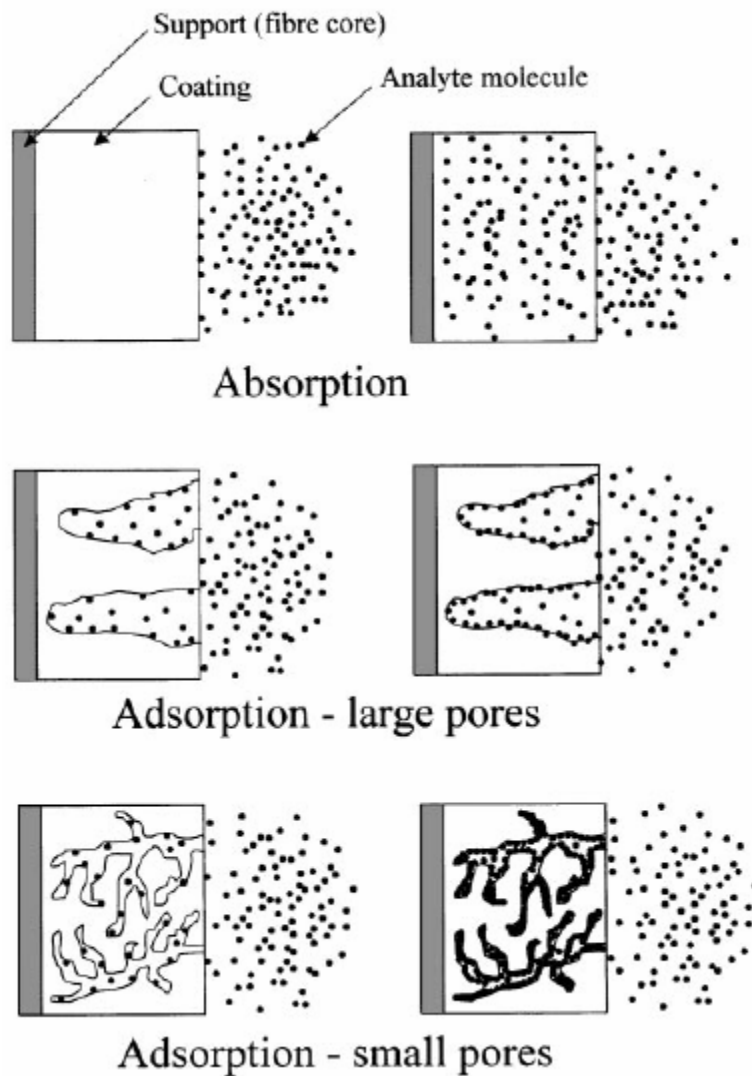 Support (fibre core)
Coating
Analyte molecule
Absorption
Adsorption - large pores
Adsorption - small pores